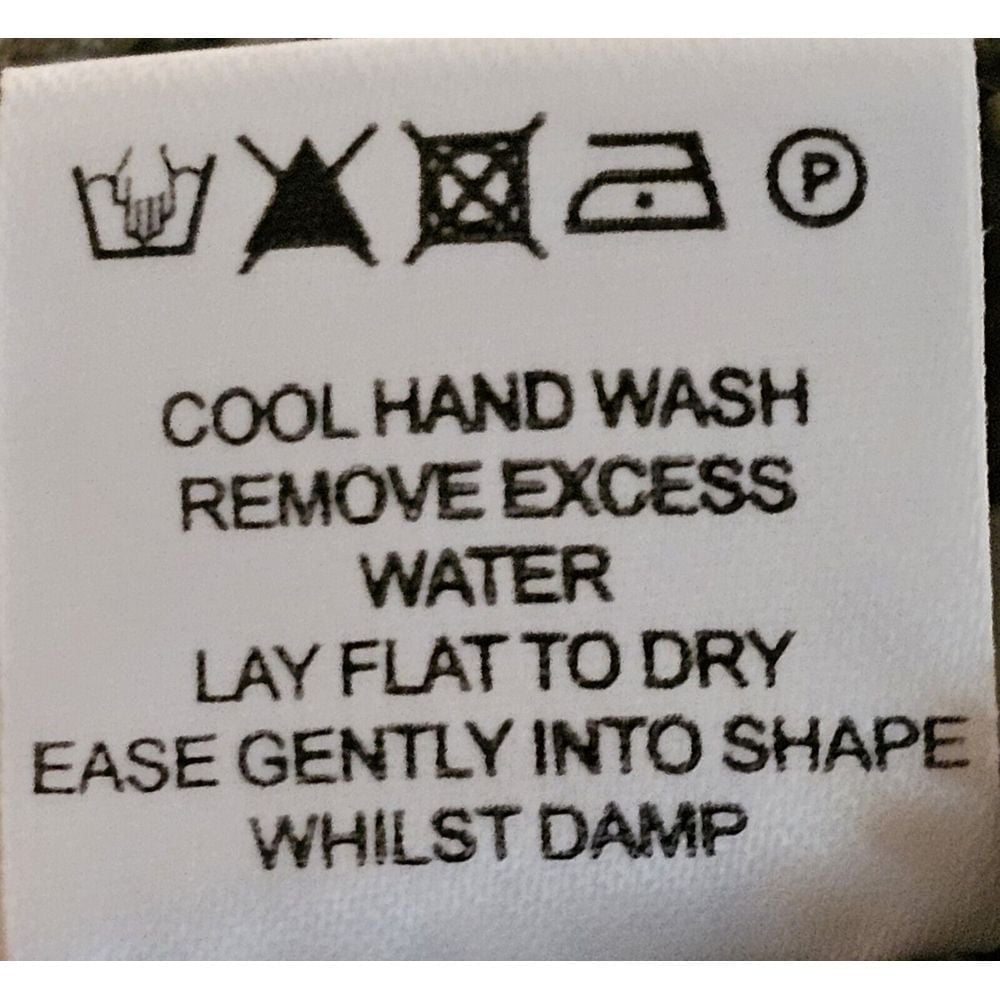 P
COOL HAND WASH
REMOVE EXCESS
WATER
LAY FLAT TO DRY
EASE GENTLY INTO SHAPE
WHILST DAMP